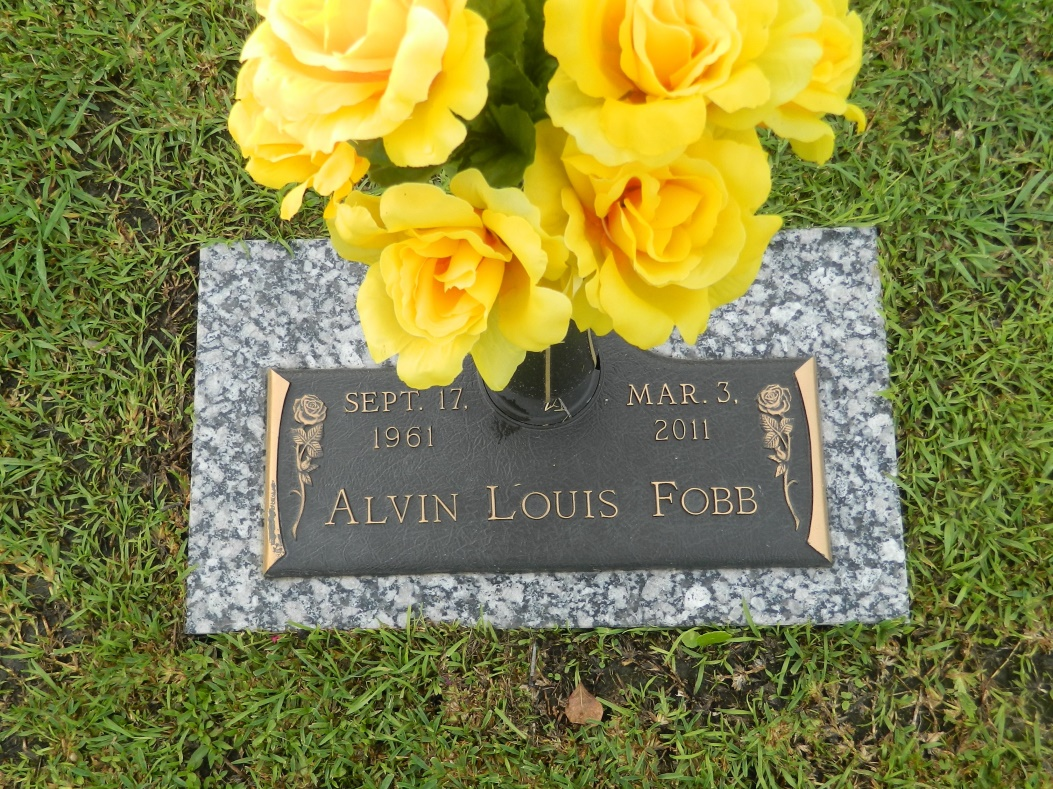 SEPT. 17, MAR. 3,
1961 2011
ALVIN LOUIS FOBB